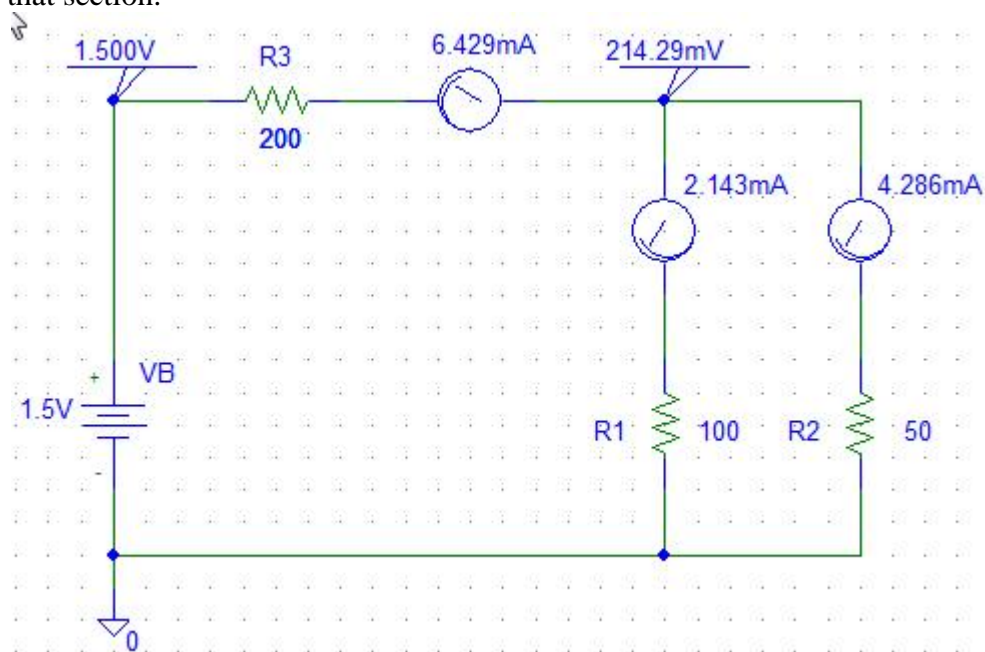 that section.
1.500V
R3
200
6.429mA
214.29mV
2.143mA
4.286mA
+
VB
1.5V
-
R1
100
R2
50
0